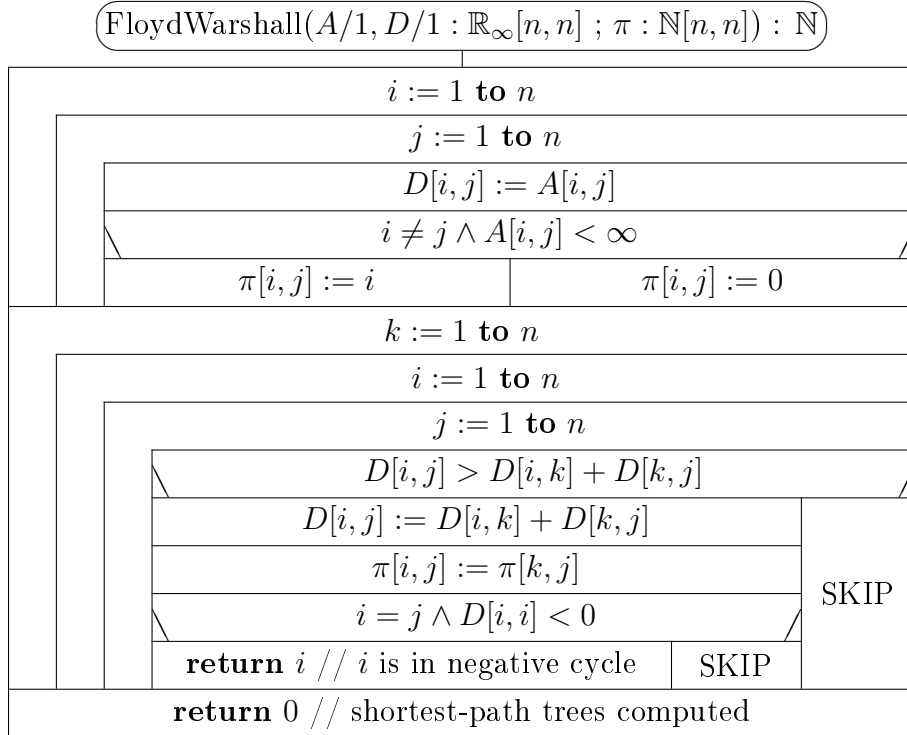 FloydWarshall(A/1, D/1 : ℝ∞[n, n] ; π : ℕ[n, n]) : ℕ
i := 1 to n
j := 1 to n
D[i, j] := A[i, j]
i ≠ j ∧ A[i, j] < ∞
π[i, j] := i π[i, j] := 0
k := 1 to n
i := 1 to n
j := 1 to n
D[i, j] > D[i, k] + D[k, j]
D[i, j] := D[i, k] + D[k, j]
π[i, j] := π[k, j]
SKIP
i = j ∧ D[i, i] < 0
return i // i is in negative cycle SKIP
return 0 // shortest-path trees computed